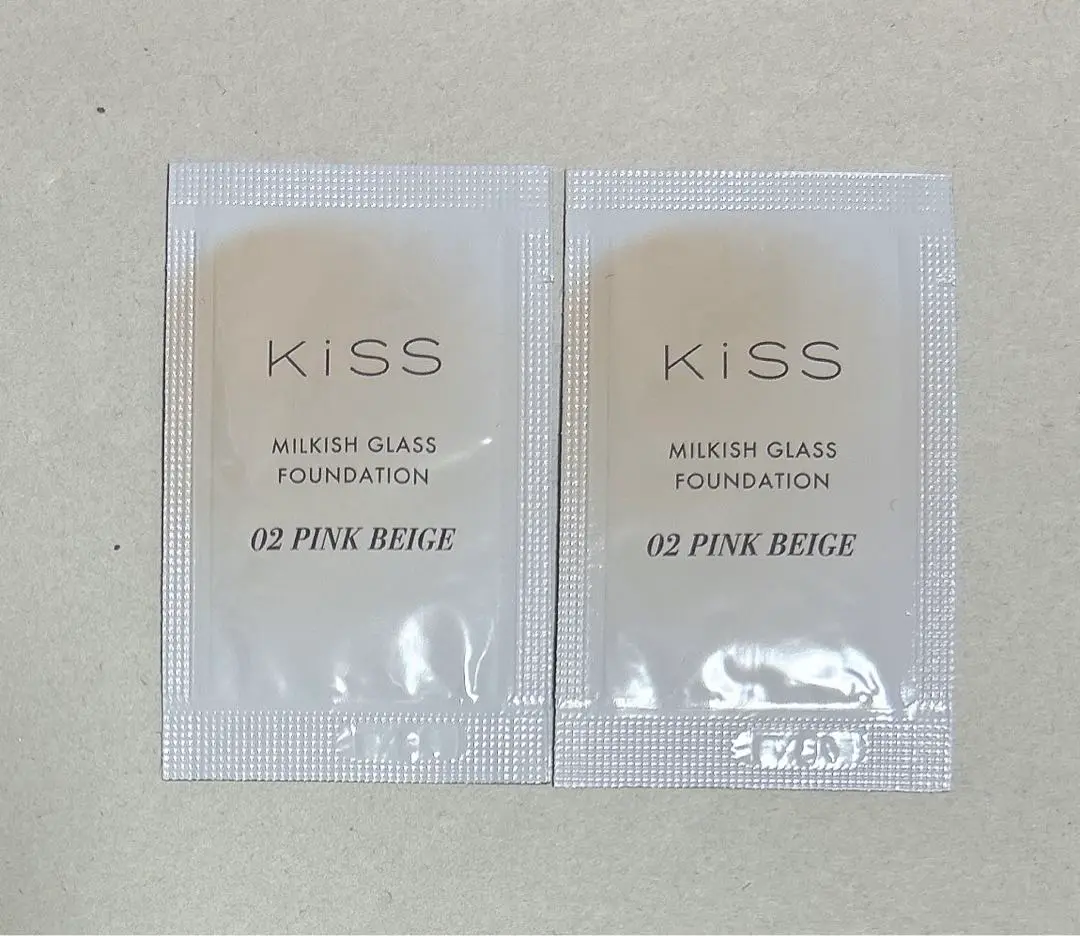 KiSS
MILKISH GLASS
FOUNDATION
02 PINK BEIGE
KiSS
MILKISH GLASS
FOUNDATION
02 PINK BEIGE